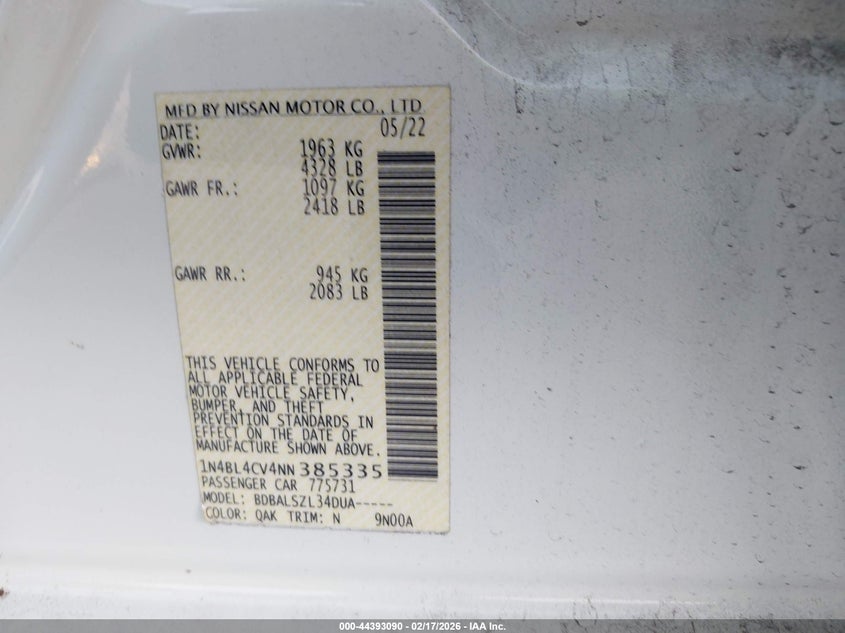 MFD BY NISSAN MOTOR CO., LTD
DATE: 05/22
GVWR: 1963 KG
4328 LB
GAWR FR.: 1097 KG
2418 LB
GAWR RR.: 945 KG
2083 LB
THIS VEHICLE CONFORMS TO
ALL APPLICABLE FEDERAL
MOTOR VEHICLE SAFETY,
BUMPER, AND THEFT
PREVENTION STANDARDS IN
EFFECT ON THE DATE OF
MANUFACTURE SHOWN ABOVE.
1N4BL4CV4NN385335
PASSENGER CAR 775731
MODEL: BDBALSZL34DUA-----
COLOR: QAK TRIM: N 9N00A
000-44393090 - 02/17/2026 - IAA Inc.